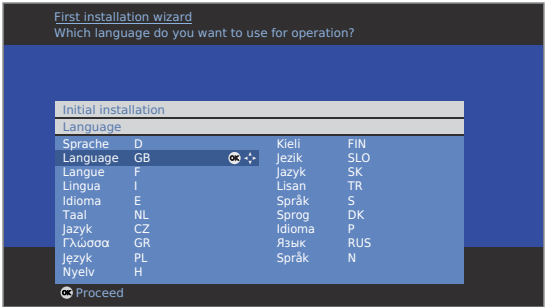 First installation wizard
Which language do you want to use for operation?
Initial installation
Language
Sprache D Kieli FIN
Language GB OK Jezik SLO
Langue F Jazyk SK
Lingua I Lisan TR
Idioma E Språk S
Taal NL Sprog DK
Jazyk CZ Idioma P
Γλώσσα GR Язык RUS
Język PL Språk N
Nyelv H
OK Proceed